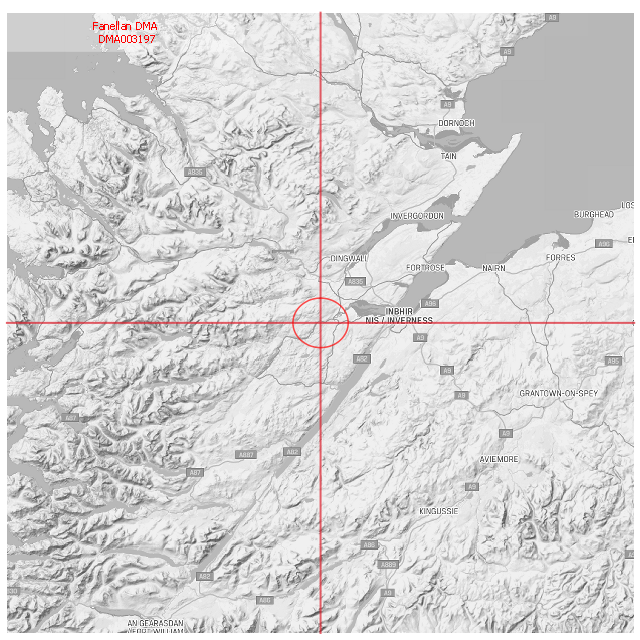 Fanellan DMA
DMA003197
A9
A9
A9
DORNOCH
TAIN
A835
INVERGORDON
BURGHEAD
LOS
A96
DINGWALL
FORRES
FORTROSE
NAIRN
A835
A96
INBHIR
NIS / INVERNESS
A9
A82
A9
A95
GRANTOWN-ON-SPEY
A9
A87
A9
A887
A82
AVIEMORE
A87
A9
KINGUSSIE
A86
A889
A82
A9
A86
AN GEARASDAN
/ FORT WILLIAM